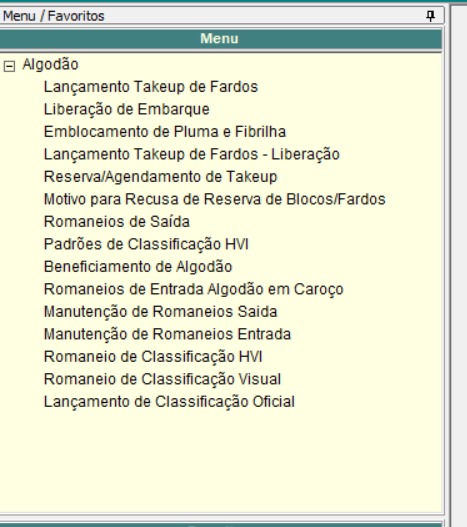 Menu / Favoritos
Menu
Algodão
Lançamento Takeup de Fardos
Liberação de Embarque
Emblocamento de Pluma e Fibrilha
Lançamento Takeup de Fardos - Liberação
Reserva/Agendamento de Takeup
Motivo para Recusa de Reserva de Blocos/Fardos
Romaneios de Saída
Padrões de Classificação HVI
Beneficiamento de Algodão
Romaneios de Entrada Algodão em Caroço
Manutenção de Romaneios Saida
Manutenção de Romaneios Entrada
Romaneio de Classificação HVI
Romaneio de Classificação Visual
Lançamento de Classificação Oficial